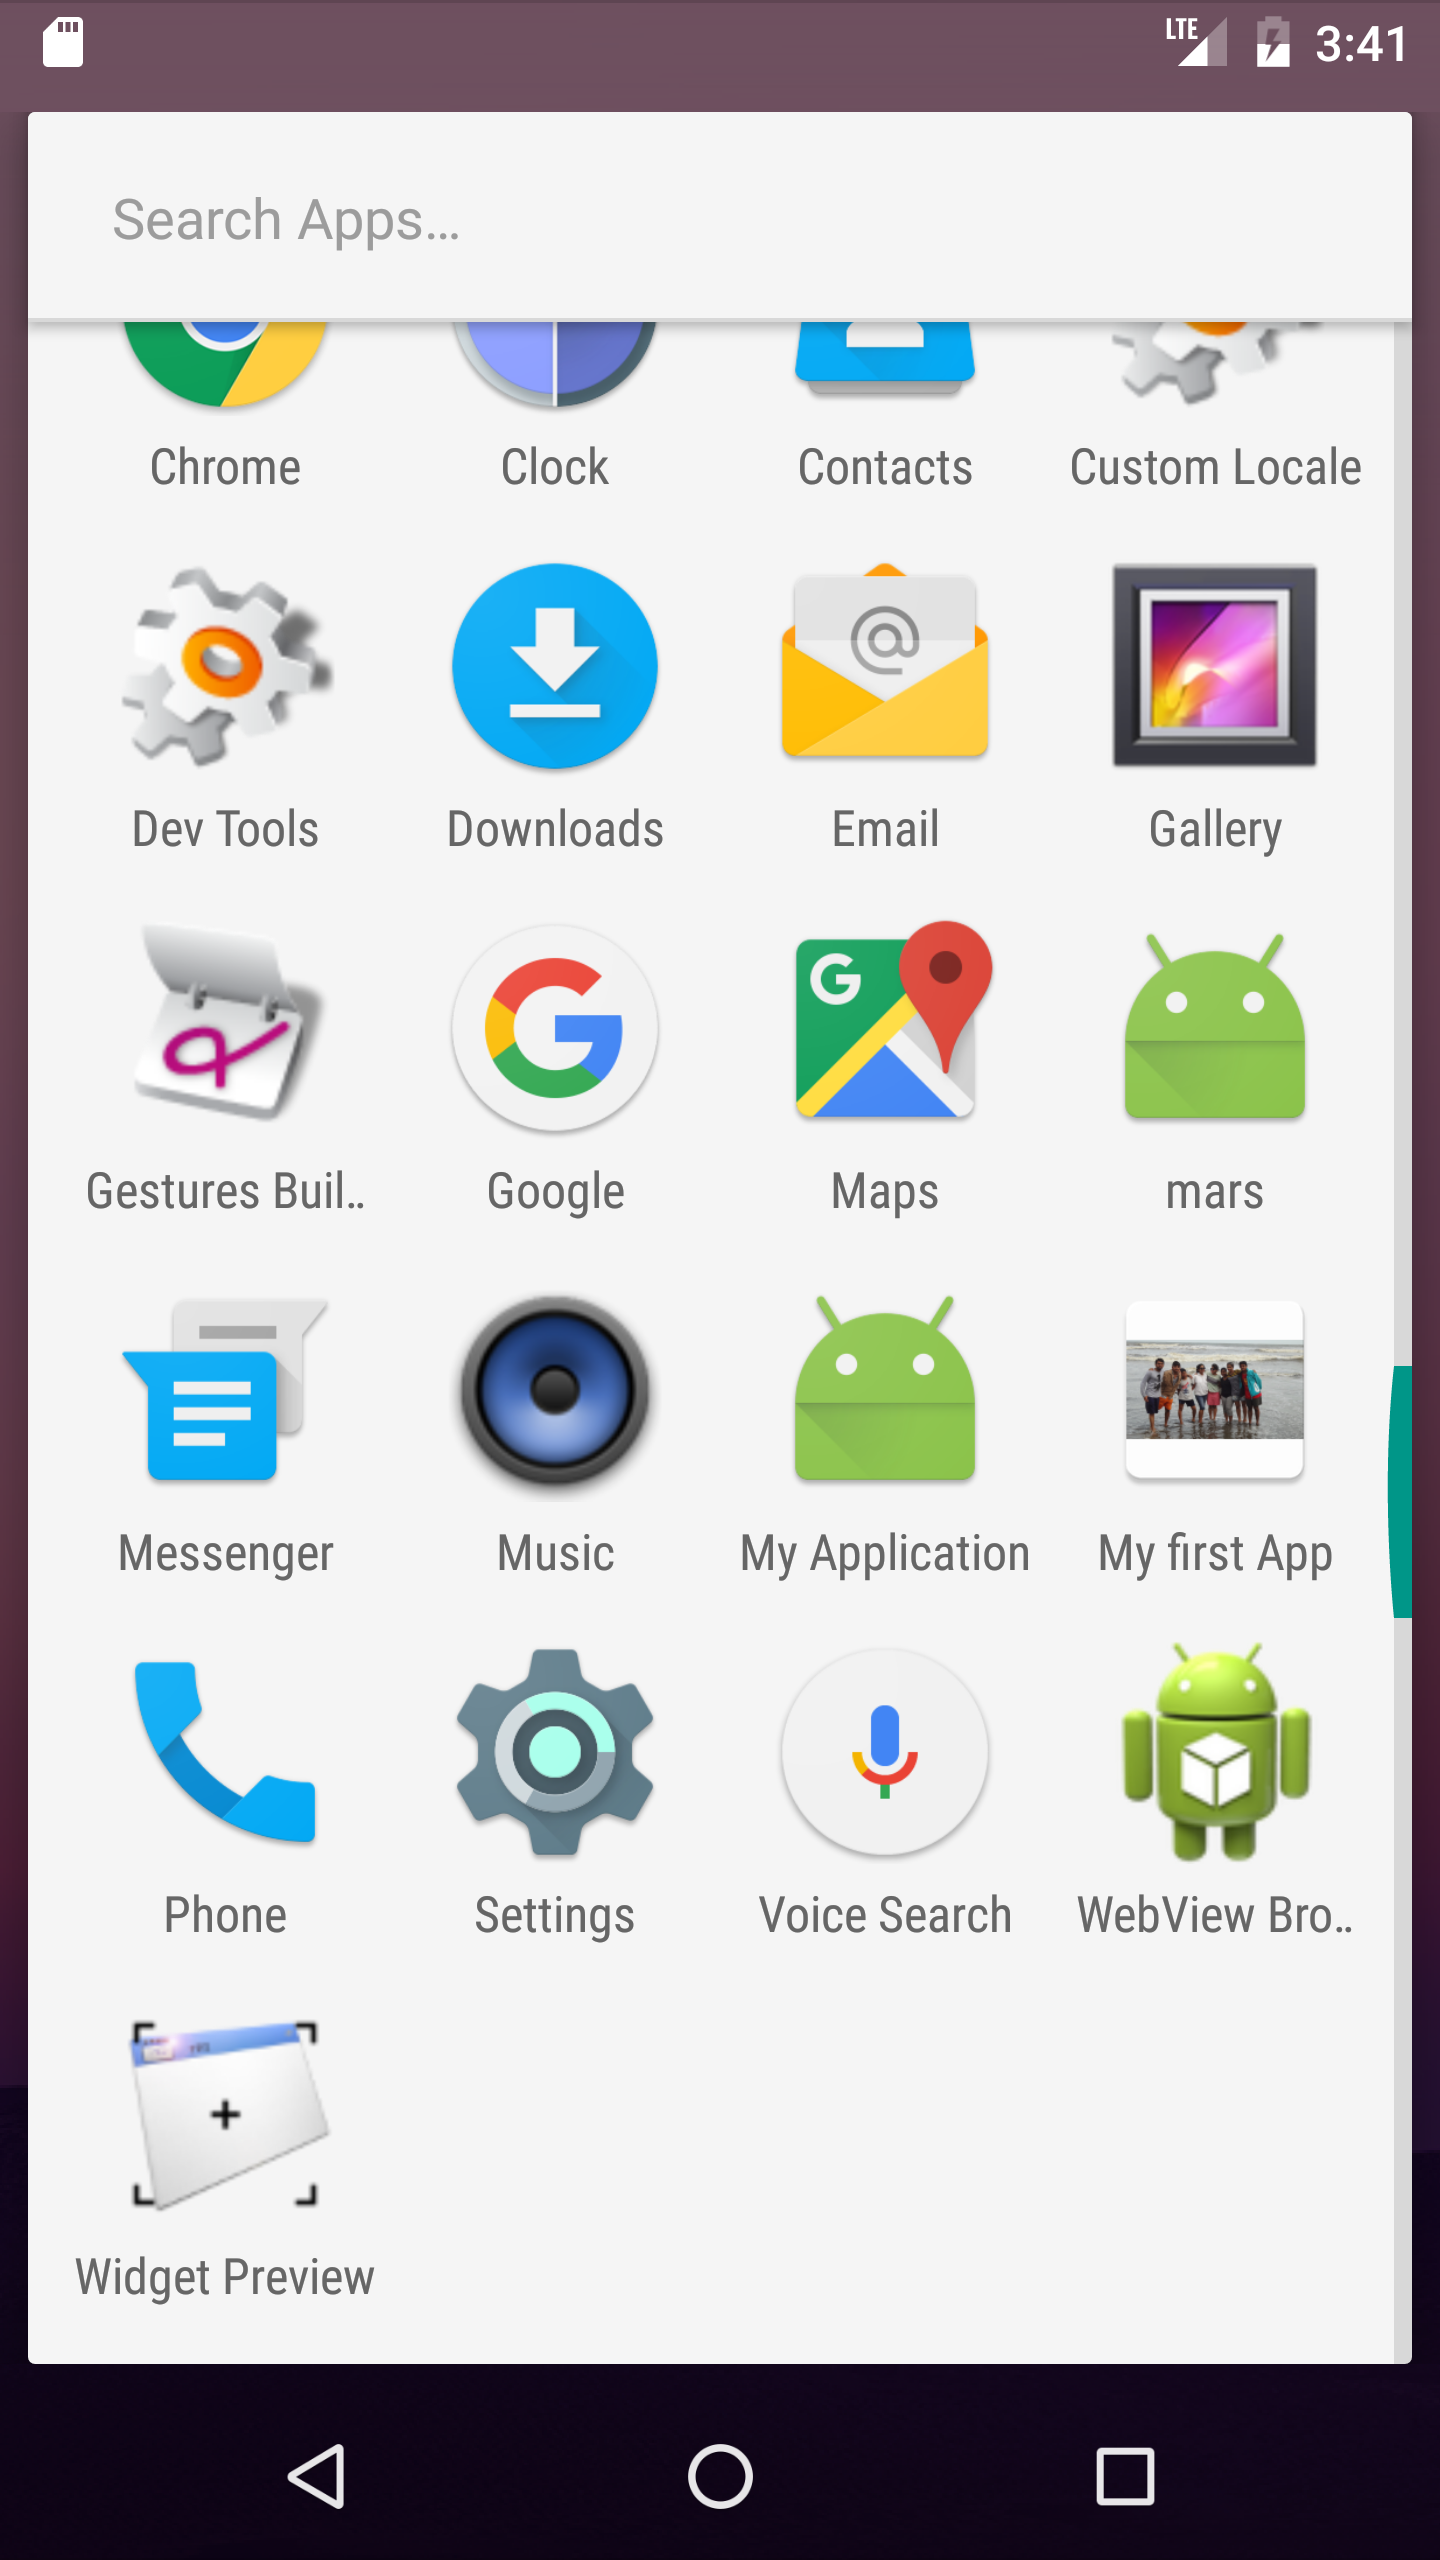 LTE 3:41
Search Apps...
Chrome Clock Contacts Custom Locale
Dev Tools Downloads Email Gallery
Gestures Buil.. Google Maps mars
Messenger Music My Application My first App
Phone Settings Voice Search WebView Bro..
Widget Preview